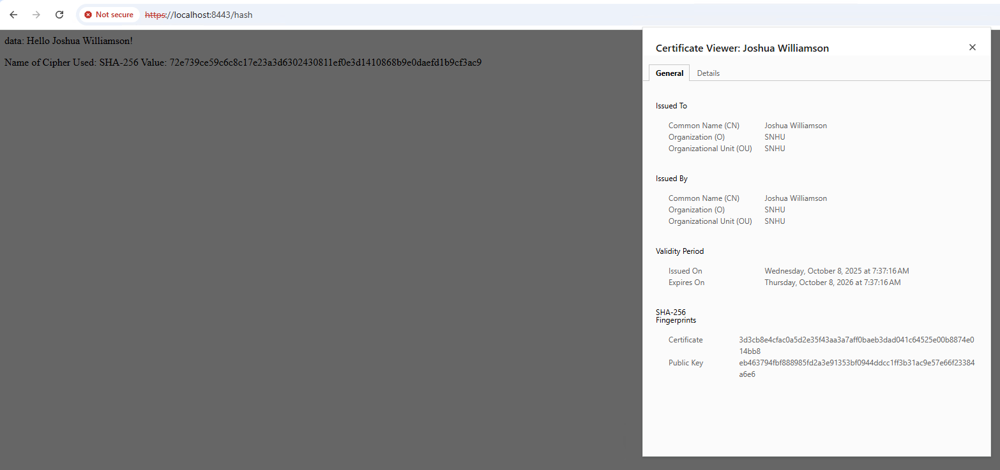 Not secure https://localhost:8443/hash
data: Hello Joshua Williamson!
Name of Cipher Used: SHA-256 Value: 72e739ce59c6c8c17e23a3d6302430811ef0e3d1410868b9e0daefd1b9cf3ac9
Certificate Viewer: Joshua Williamson
General Details
Issued To
Common Name (CN) Joshua Williamson
Organization (O) SNHU
Organizational Unit (OU) SNHU
Issued By
Common Name (CN) Joshua Williamson
Organization (O) SNHU
Organizational Unit (OU) SNHU
Validity Period
Issued On Wednesday, October 8, 2025 at 7:37:16 AM
Expires On Thursday, October 8, 2026 at 7:37:16 AM
SHA-256
Fingerprints
Certificate 3d3cb8e4cfac0a5d2e35f43aa3a7aff0baeb3dad041c64525e00b8874e0
14bb8
Public Key eb463794fbf888985fd2a3e91353bf0944ddcc1ff3b31ac9e57e66f23384
a6e6